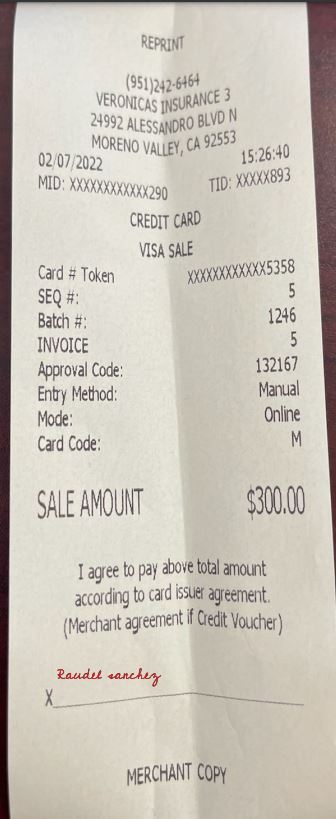 REPRINT
(951)242-6464
VERONICAS INSURANCE 3
24992 ALESSANDRO BLVD N
MORENO VALLEY, CA 92553
02/07/2022 15:26:40
MID: XXXXXXXXXXXX290 TID: XXXXX893
CREDIT CARD
VISA SALE
Card # Token XXXXXXXXXXXX5358
SEQ #: 5
Batch #: 1246
INVOICE 5
Approval Code: 132167
Entry Method: Manual
Mode: Online
Card Code: M
SALE AMOUNT $300.00
I agree to pay above total amount
according to card issuer agreement.
(Merchant agreement if Credit Voucher)
Raudel sanchez
X
MERCHANT COPY